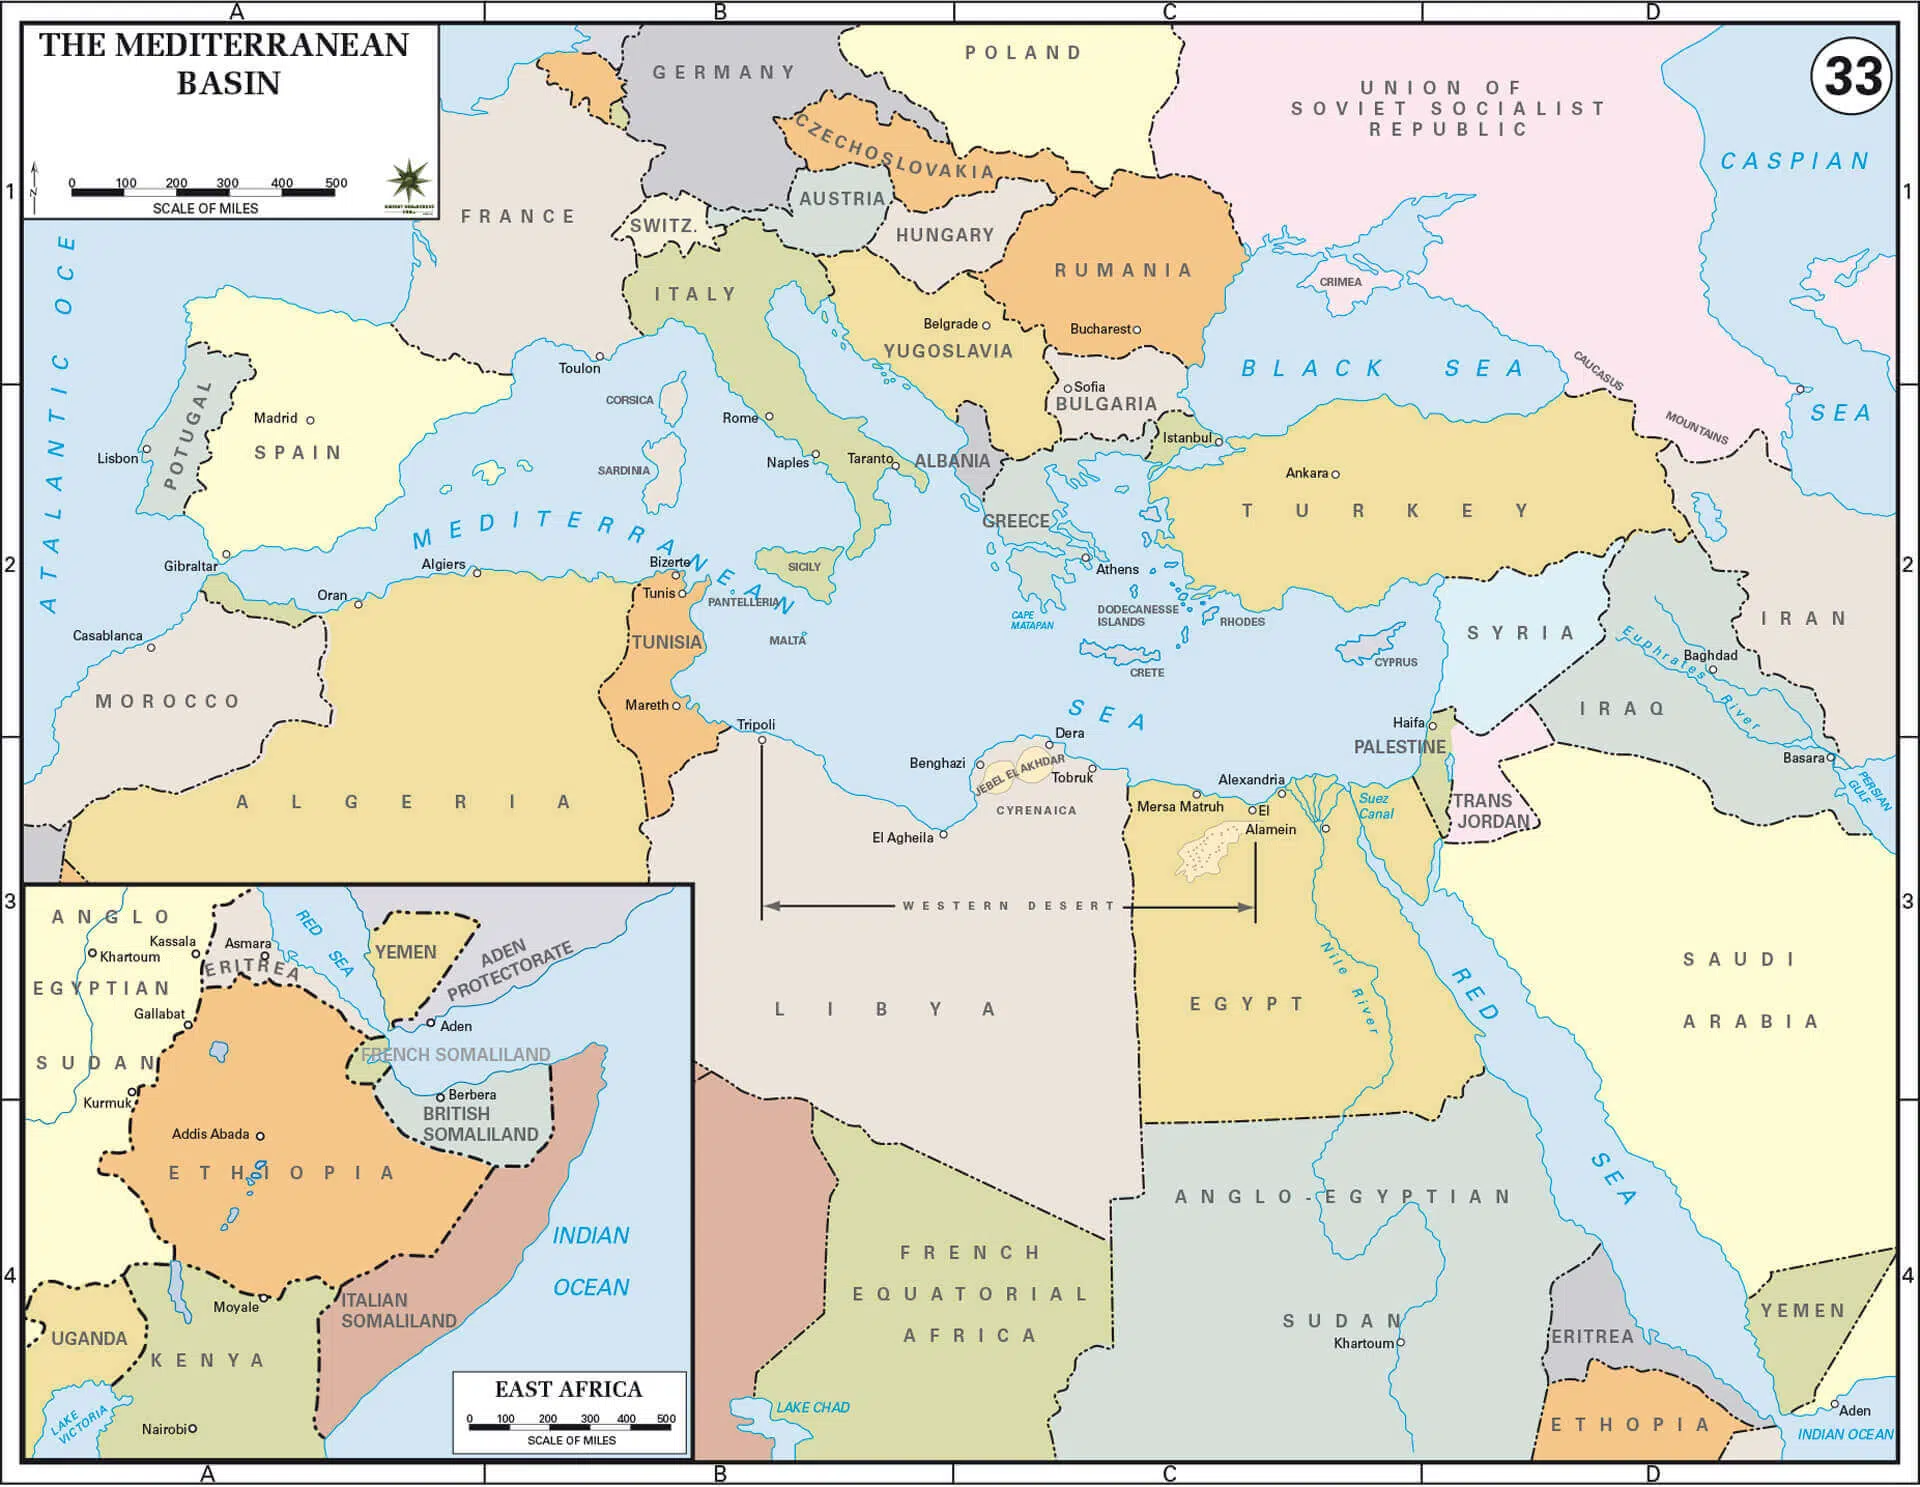 A
B
C
D
THE MEDITERRANEAN
BASIN
N
0 100 200 300 400 500
SCALE OF MILES
33
GERMANY
POLAND
UNION OF
SOVIET SOCIALIST
REPUBLIC
CASPIAN
SEA
CZECHOSLOVAKIA
1
1
FRANCE
SWITZ.
AUSTRIA
HUNGARY
RUMANIA
CRIMEA
ITALY
Belgrade
Bucharest
YUGOSLAVIA
BLACK SEA
CAUCASUS
MOUNTAINS
ATALANTIC OCE
Toulon
CORSICA
Sofia
BULGARIA
POTUGAL
Madrid
SPAIN
Lisbon
Rome
Istanbul
SARDINIA
Naples
Taranto
ALBANIA
Ankara
TURKEY
GREECE
MEDITERRANEAN
SEA
2
2
Gibraltar
Algiers
Bizerte
SICILY
Athens
Oran
Tunis
PANTELLERIA
CAPE
MATAPAN
DODECANESSE
ISLANDS
RHODES
IRAN
Casablanca
TUNISIA
MALTA
SYRIA
Euphrates River
Baghdad
CRETE
CYPRUS
MOROCCO
Mareth
Tripoli
IRAQ
Haifa
PALESTINE
Dera
Benghazi
JEBEL EL AKHDAR
Tobruk
Basara
PERSIAN
GULF
ALGERIA
CYRENAICA
Alexandria
Mersa Matruh
El
Alamein
Suez
Canal
TRANS
JORDAN
El Agheila
3
3
WESTERN DESERT
Nile River
LIBYA
EGYPT
RED
SEA
SAUDI
ARABIA
ANGLO-EGYPTIAN
SUDAN
Khartoum
FRENCH
EQUATORIAL
AFRICA
4
4
ERITREA
YEMEN
ETHOPIA
Aden
INDIAN OCEAN
LAKE CHAD
ANGLO
Khartoum
Kassala
Asmara
RED
SEA
YEMEN
ADEN
PROTECTORATE
ERITREA
EGYPTIAN
Gallabat
Aden
SUDAN
FRENCH SOMALILAND
Kurmuk
Berbera
BRITISH
SOMALILAND
Addis Abada
ETHIOPIA
INDIAN
OCEAN
Moyale
ITALIAN
SOMALILAND
UGANDA
KENYA
LAKE
VICTORIA
Nairobi
EAST AFRICA
0 100 200 300 400 500
SCALE OF MILES
A
B
C
D